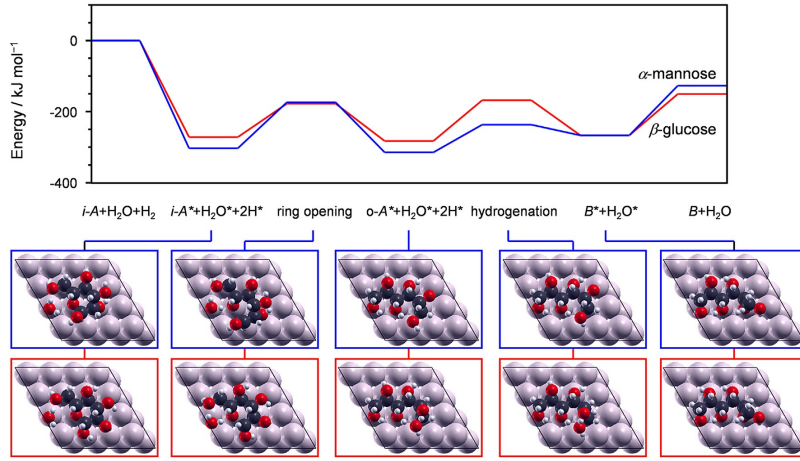 Energy / kJ mol⁻¹
0
-200
-400
α-mannose
β-glucose
i-A+H₂O+H₂
i-A*+H₂O*+2H*
ring opening
o-A*+H₂O*+2H*
hydrogenation
B*+H₂O*
B+H₂O